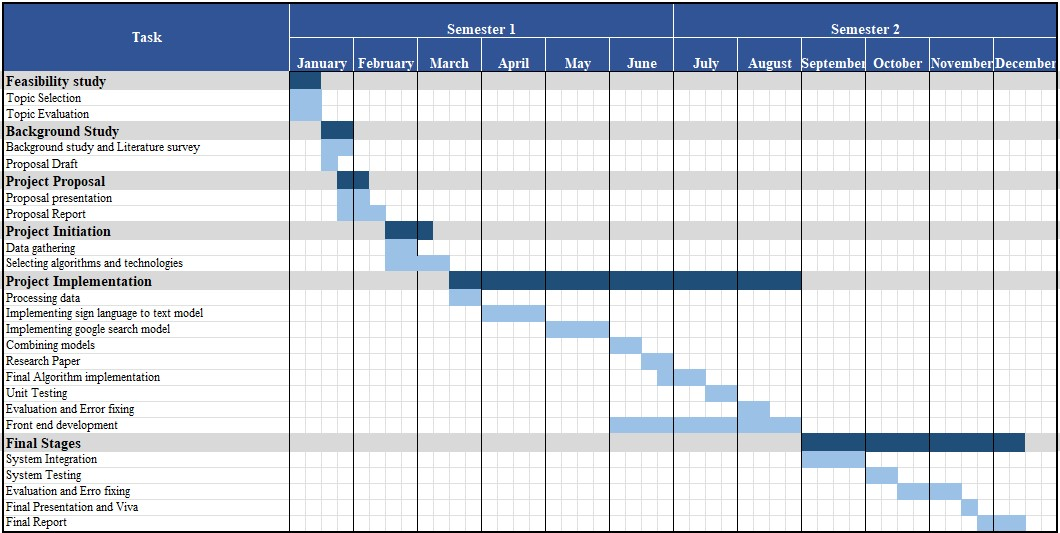 Task
Semester 1
Semester 2
January February March April May June July August September October November December
Feasibility study
Topic Selection
Topic Evaluation
Background Study
Background study and Literature survey
Proposal Draft
Project Proposal
Proposal presentation
Proposal Report
Project Initiation
Data gathering
Selecting algorithms and technologies
Project Implementation
Processing data
Implementing sign language to text model
Implementing google search model
Combining models
Research Paper
Final Algorithm implementation
Unit Testing
Evaluation and Error fixing
Front end development
Final Stages
System Integration
System Testing
Evaluation and Erro fixing
Final Presentation and Viva
Final Report